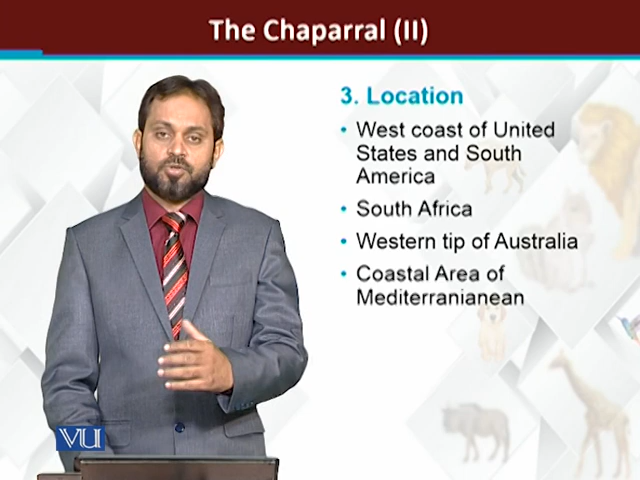 The Chaparral (II)
3. Location
• West coast of United
States and South
America
• South Africa
• Western tip of Australia
• Coastal Area of
Mediterranianean
VU